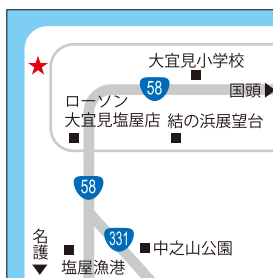 大宜見小学校
58
国頭▶
ローソン
大宜見塩屋店
結の浜展望台
58
331
名護▼
中之山公園
塩屋漁港